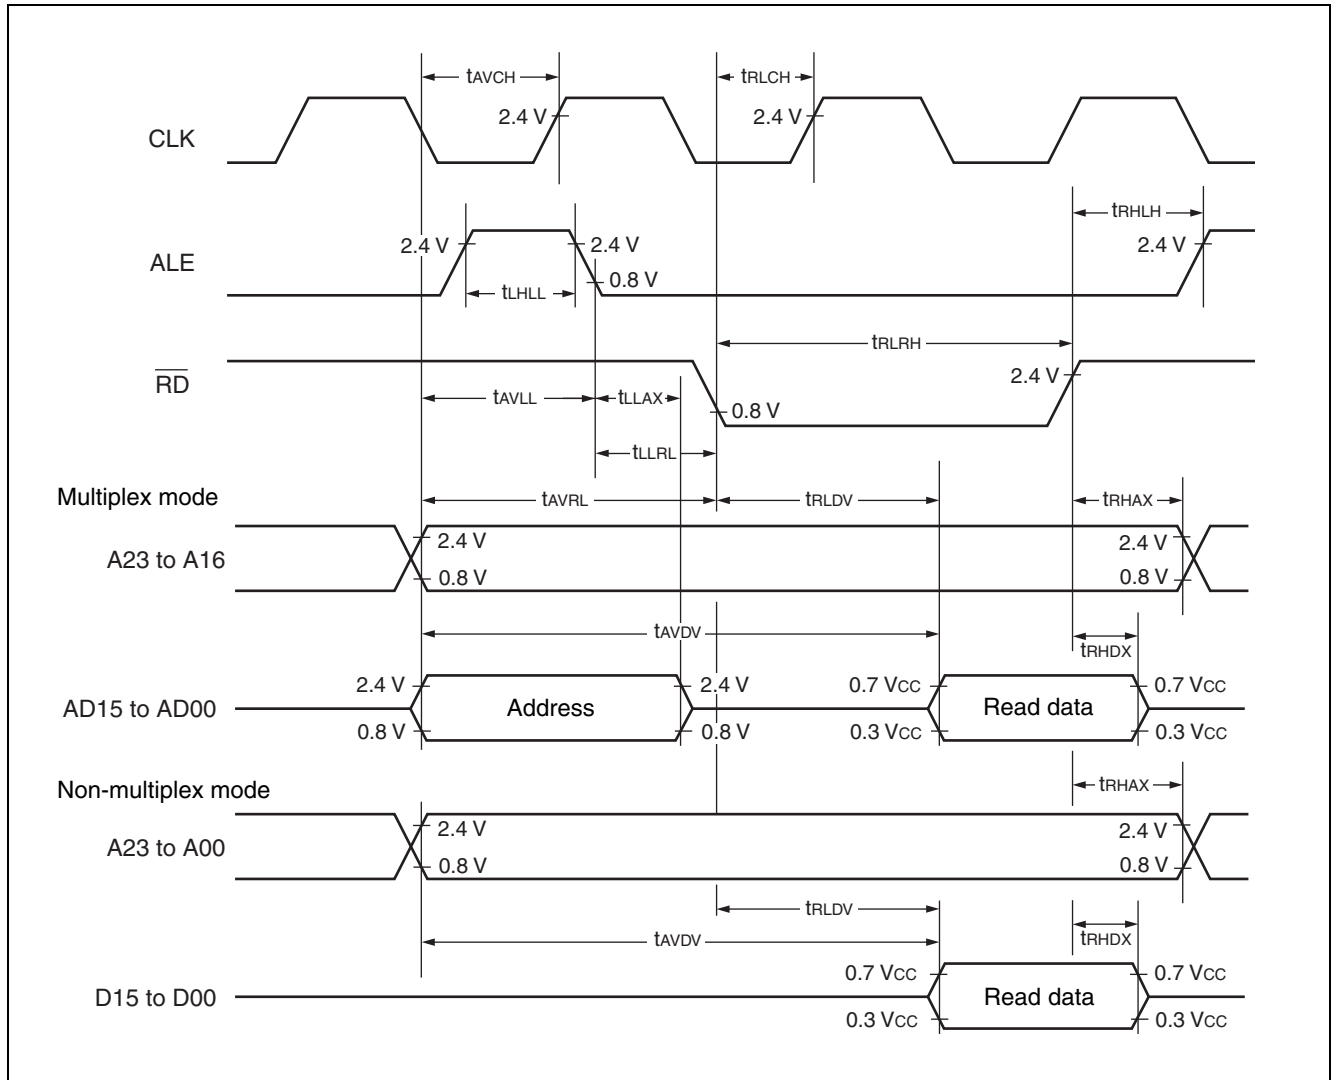 tAVCH
tRLCH
2.4 V
2.4 V
CLK
tRHLH
2.4 V
2.4 V
2.4 V
ALE
0.8 V
tLHLL
tRLRH
RD
2.4 V
tAVLL
tLLAX
0.8 V
tLLRL
Multiplex mode
tAVRL
tRLDV
tRHAX
2.4 V
2.4 V
A23 to A16
0.8 V
0.8 V
tAVDV
tRHDX
2.4 V
2.4 V
0.7 VCC
0.7 VCC
AD15 to AD00
Address
Read data
0.8 V
0.8 V
0.3 VCC
0.3 VCC
Non-multiplex mode
tRHAX
2.4 V
2.4 V
A23 to A00
0.8 V
0.8 V
tRLDV
tAVDV
tRHDX
0.7 VCC
0.7 VCC
D15 to D00
Read data
0.3 VCC
0.3 VCC